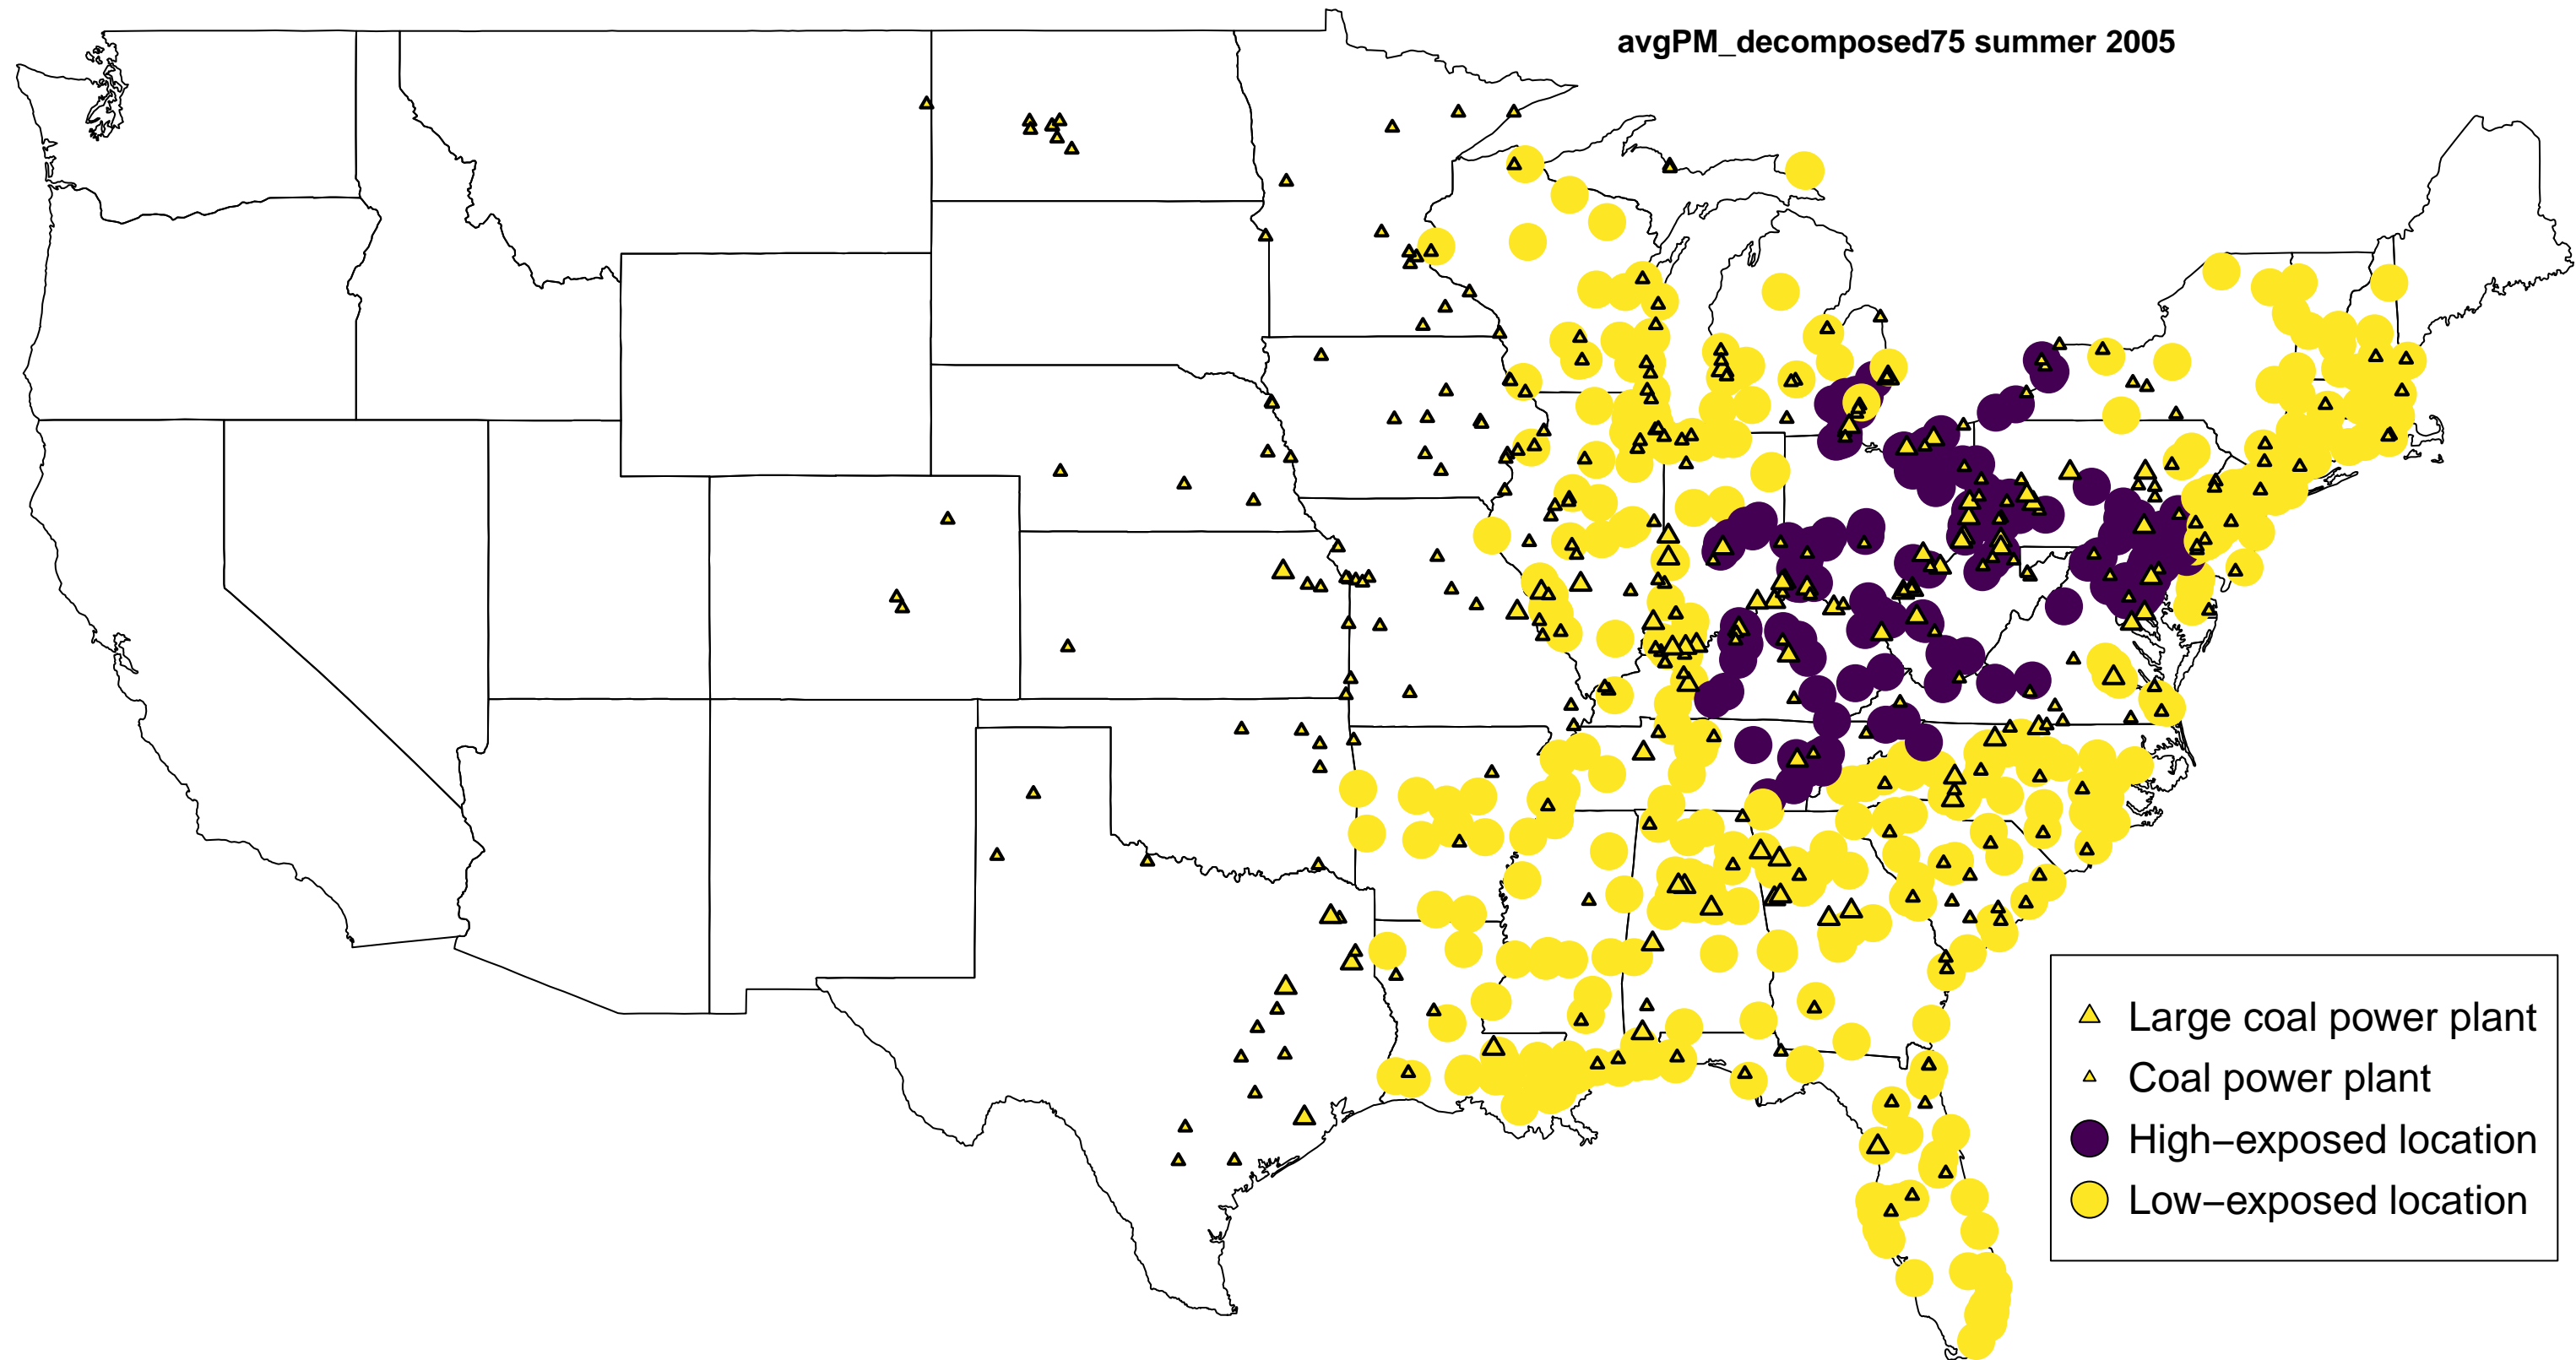 avgPM_decomposed75 summer 2005
Large coal power plant
Coal power plant
High−exposed location
Low−exposed location